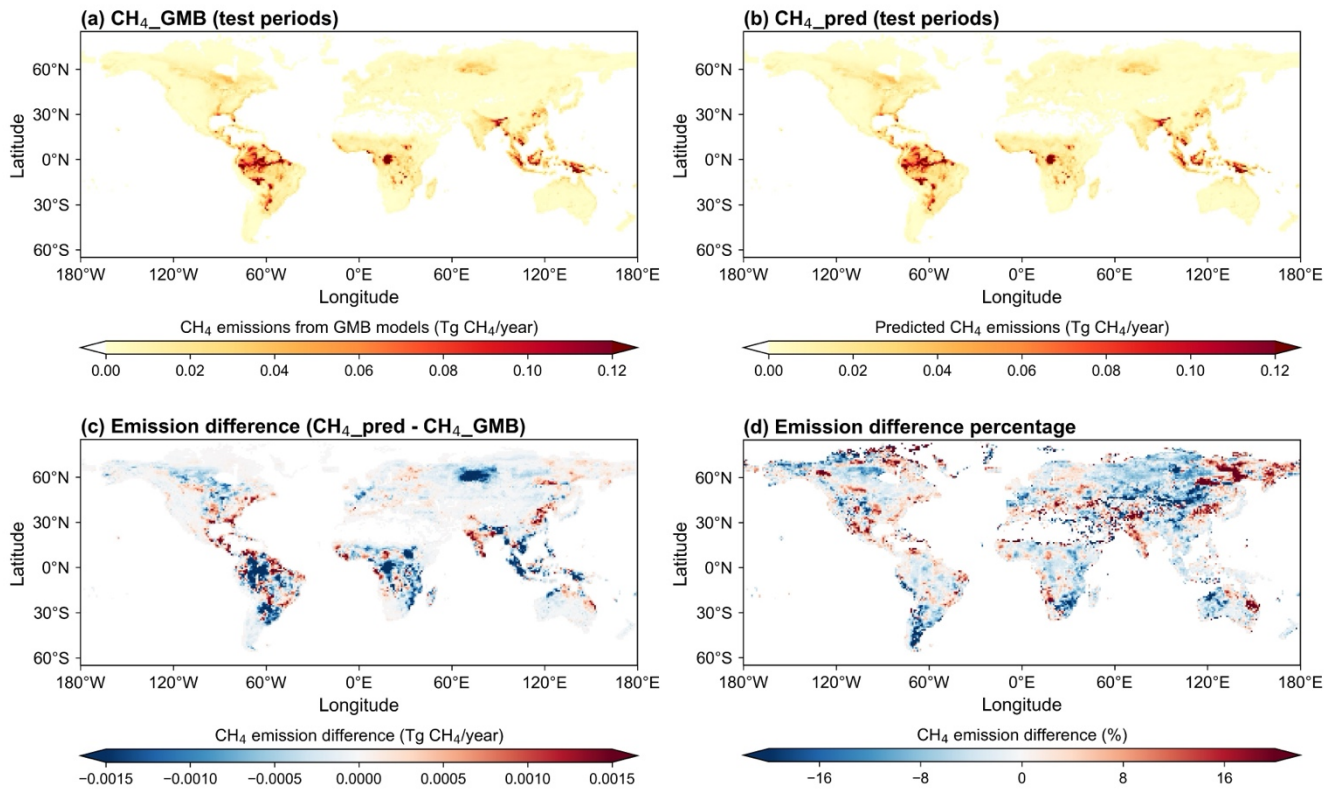 (a) CH₄_GMB (test periods)
(b) CH₄_pred (test periods)
60°N
30°N
0°N
30°S
60°S
Latitude
180°W 120°W 60°W 0°E 60°E 120°E 180°E
Longitude
60°N
30°N
0°N
30°S
60°S
Latitude
180°W 120°W 60°W 0°E 60°E 120°E 180°E
Longitude
CH₄ emissions from GMB models (Tg CH₄/year)
0.00 0.02 0.04 0.06 0.08 0.10 0.12
Predicted CH₄ emissions (Tg CH₄/year)
0.00 0.02 0.04 0.06 0.08 0.10 0.12
(c) Emission difference (CH₄_pred - CH₄_GMB)
(d) Emission difference percentage
60°N
30°N
0°N
30°S
60°S
Latitude
180°W 120°W 60°W 0°E 60°E 120°E 180°E
Longitude
60°N
30°N
0°N
30°S
60°S
Latitude
180°W 120°W 60°W 0°E 60°E 120°E 180°E
Longitude
CH₄ emission difference (Tg CH₄/year)
−0.0015 −0.0010 −0.0005 0.0000 0.0005 0.0010 0.0015
CH₄ emission difference (%)
−16 −8 0 8 16